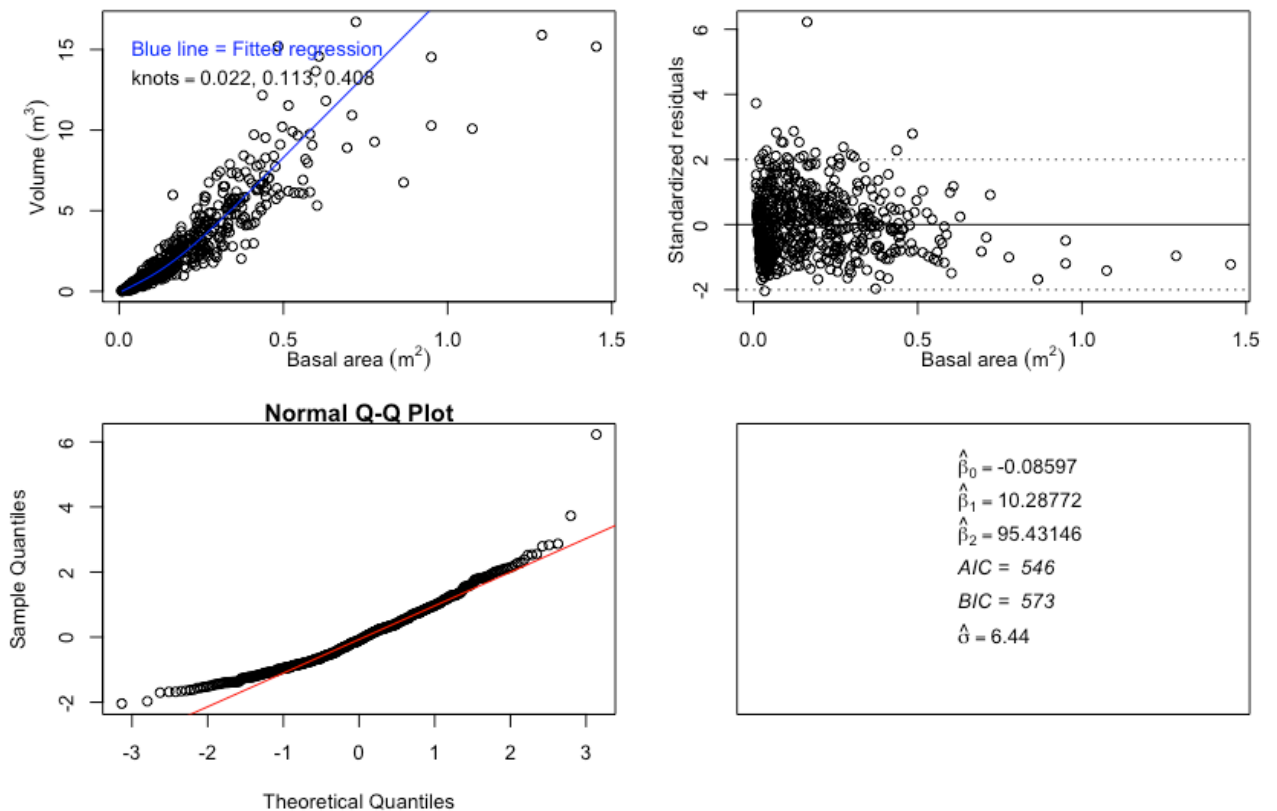 Blue line = Fitted regression
knots = 0.022, 0.113, 0.408
Volume (m³)
0
5
10
15
0.0
0.5
1.0
1.5
Basal area (m²)
Standardized residuals
-2
0
2
4
6
0.0
0.5
1.0
1.5
Basal area (m²)
Normal Q-Q Plot
Sample Quantiles
-2
0
2
4
6
-3
-2
-1
0
1
2
3
Theoretical Quantiles
β̂₀ = -0.08597
β̂₁ = 10.28772
β̂₂ = 95.43146
AIC = 546
BIC = 573
σ̂ = 6.44